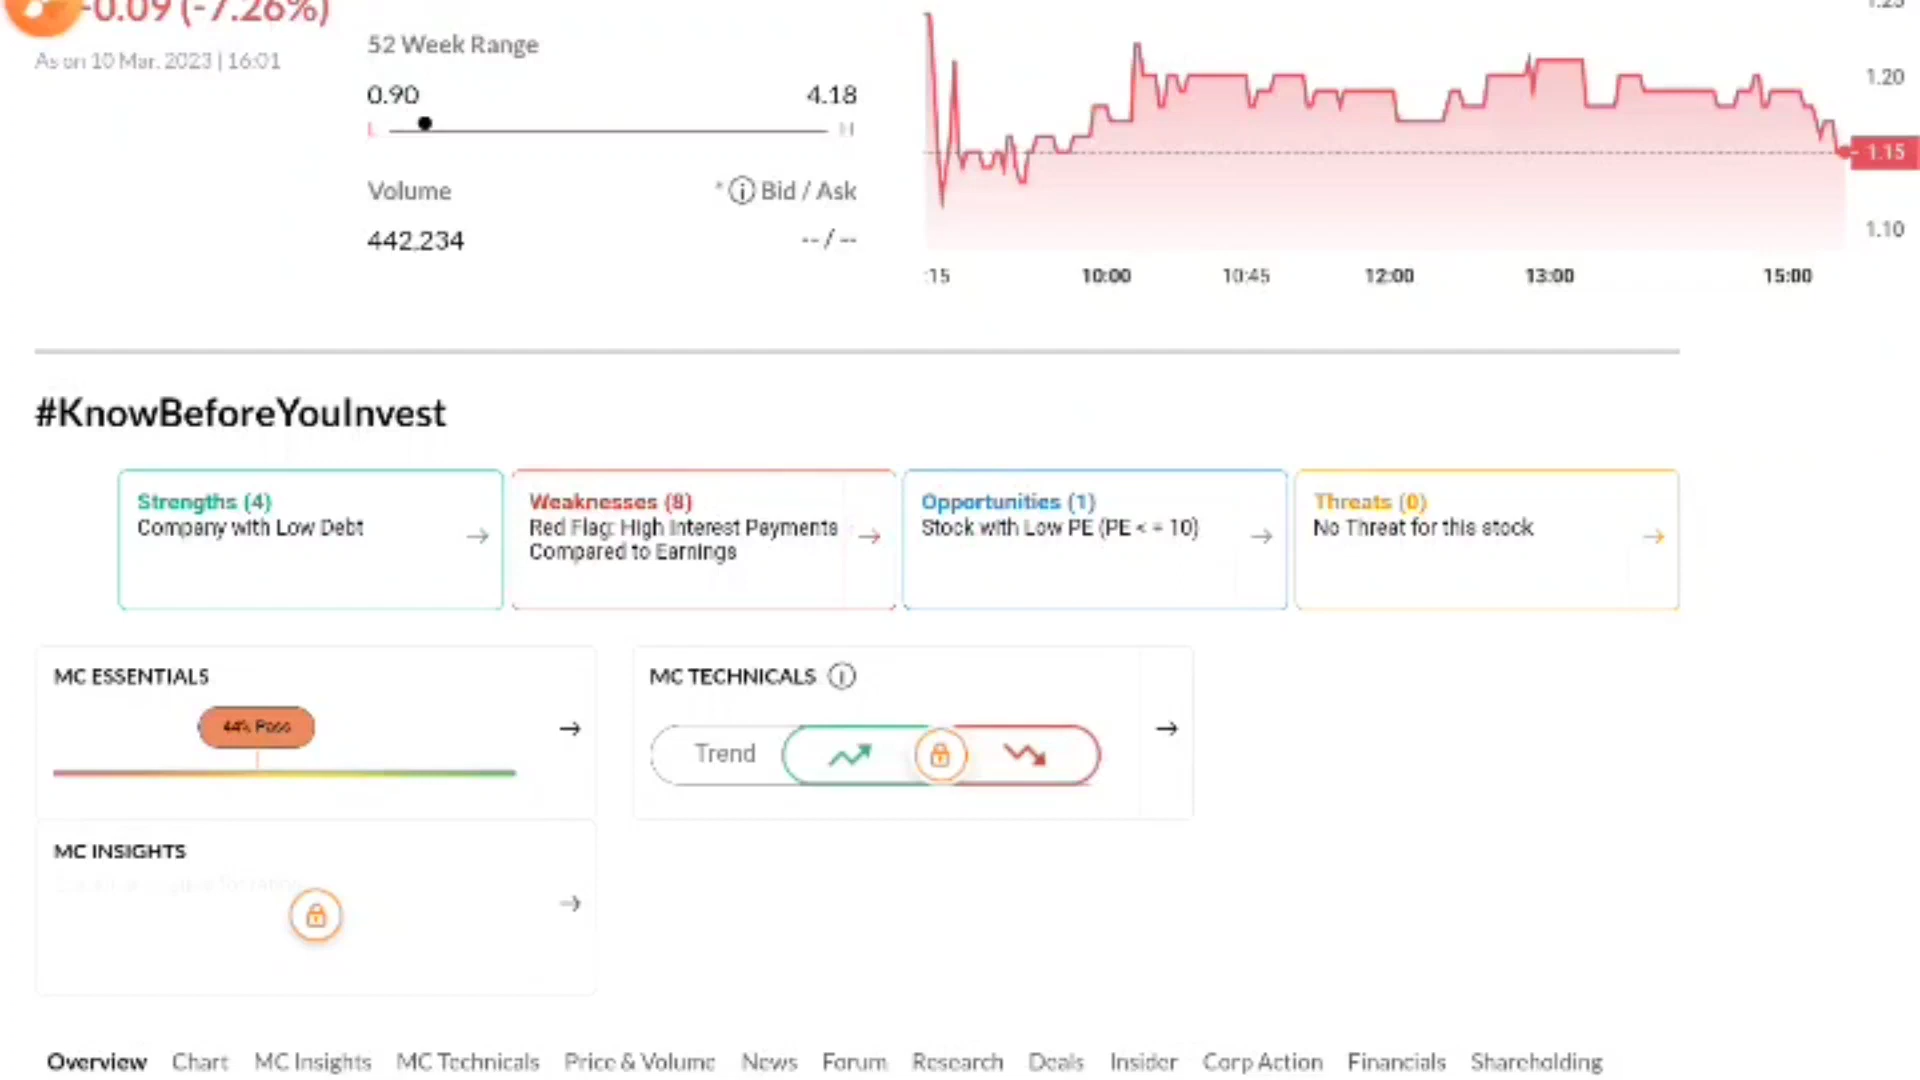 -0.09 (-7.26%)
As on 10 Mar. 2023 | 16:01
52 Week Range
0.90 4.18
L H
Volume * Bid / Ask
442,234 -- / --
1.25
1.20
1.15
1.10
:15 10:00 10:45 12:00 13:00 15:00
#KnowBeforeYouInvest
Strengths (4)
Company with Low Debt
Weaknesses (8)
Red Flag: High Interest Payments
Compared to Earnings
Opportunities (1)
Stock with Low PE (PE < = 10)
Threats (0)
No Threat for this stock
MC ESSENTIALS
44% Pass
MC TECHNICALS
Trend
MC INSIGHTS
Overview Chart MC Insights MC Technicals Price & Volume News Forum Research Deals Insider Corp Action Financials Shareholding